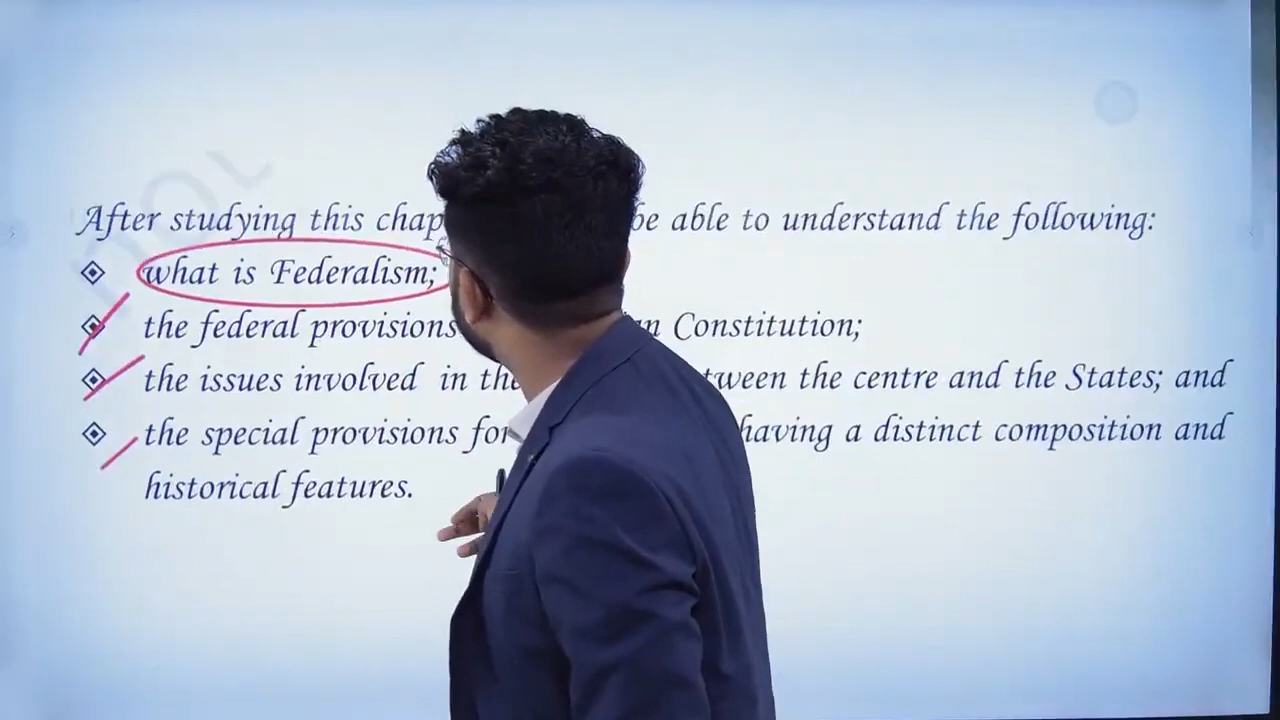 After studying this chap be able to understand the following:
what is Federalism;
the federal provisions Constitution;
the issues involved in the tween the centre and the States; and
the special provisions for having a distinct composition and
historical features.
not